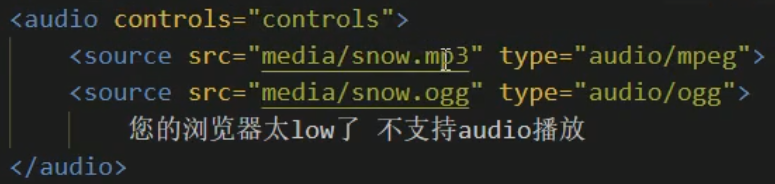 <audio controls="controls">
<source src="media/snow.mp3" type="audio/mpeg">
<source src="media/snow.ogg" type="audio/ogg">
您的浏览器太low了 不支持audio播放
</audio>